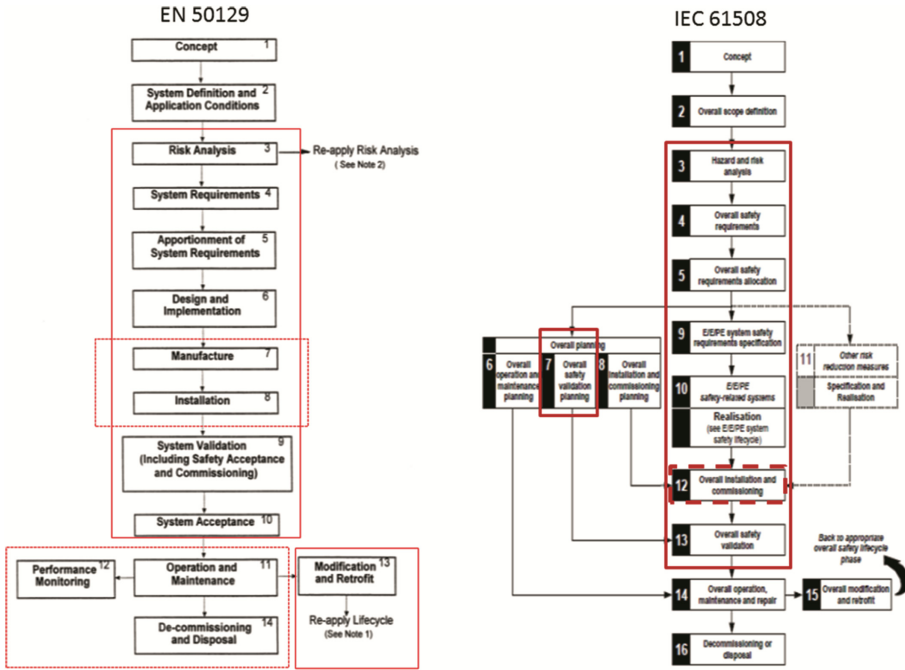 EN 50129
Concept 1
System Definition and 2
Application Conditions
Risk Analysis 3
Re-apply Risk Analysis
( See Note 2)
System Requirements 4
Apportionment of 5
System Requirements
Design and 6
Implementation
Manufacture 7
Installation 8
System Validation 9
(Including Safety Acceptance
and Commissioning)
System Acceptance 10
Performance 12
Monitoring
Operation and 11
Maintenance
Modification 13
and Retrofit
Re-apply Lifecycle
(See Note 1)
De-commissioning 14
and Disposal
IEC 61508
1 Concept
2 Overall scope definition
3 Hazard and risk
analysis
4 Overall safety
requirements
5 Overall safety
requirements allocation
Overall planning
6 Overall
operation and
maintenance
planning
7 Overall
safety
validation
planning
8 Overall
installation and
commissioning
planning
9 E/E/PE system safety
requirements specification
10 E/E/PE
safety-related systems
Realisation
(see E/E/PE system
safety lifecycle)
11 Other risk
reduction measures
Specification and
Realisation
12 Overall installation and
commissioning
13 Overall safety
validation
Back to appropriate
overall safety lifecycle
phase
14 Overall operation,
maintenance and repair
15 Overall modification
and retrofit
16 Decommissioning or
disposal